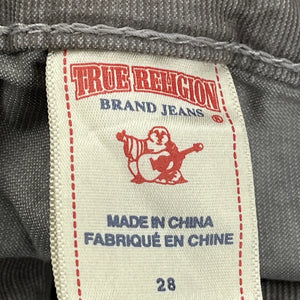 TRUE RELIGION
BRAND JEANS ®
MADE IN CHINA
FABRIQUÉ EN CHINE
28